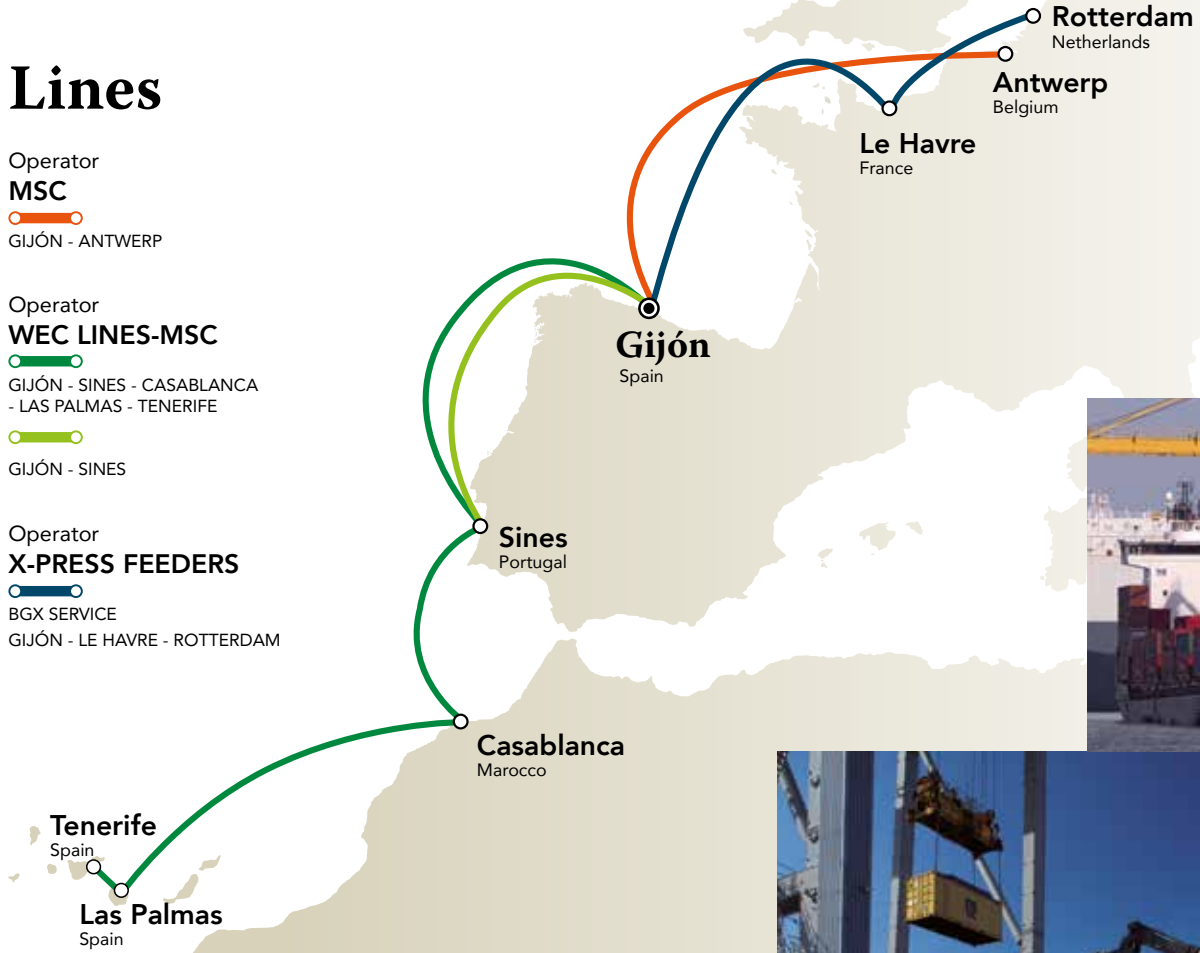 Lines
Operator
MSC
GIJÓN - ANTWERP
Operator
WEC LINES-MSC
GIJÓN - SINES - CASABLANCA
- LAS PALMAS - TENERIFE
GIJÓN - SINES
Operator
X-PRESS FEEDERS
BGX SERVICE
GIJÓN - LE HAVRE - ROTTERDAM
Rotterdam
Netherlands
Antwerp
Belgium
Le Havre
France
Gijón
Spain
Sines
Portugal
Casablanca
Marocco
Tenerife
Spain
Las Palmas
Spain